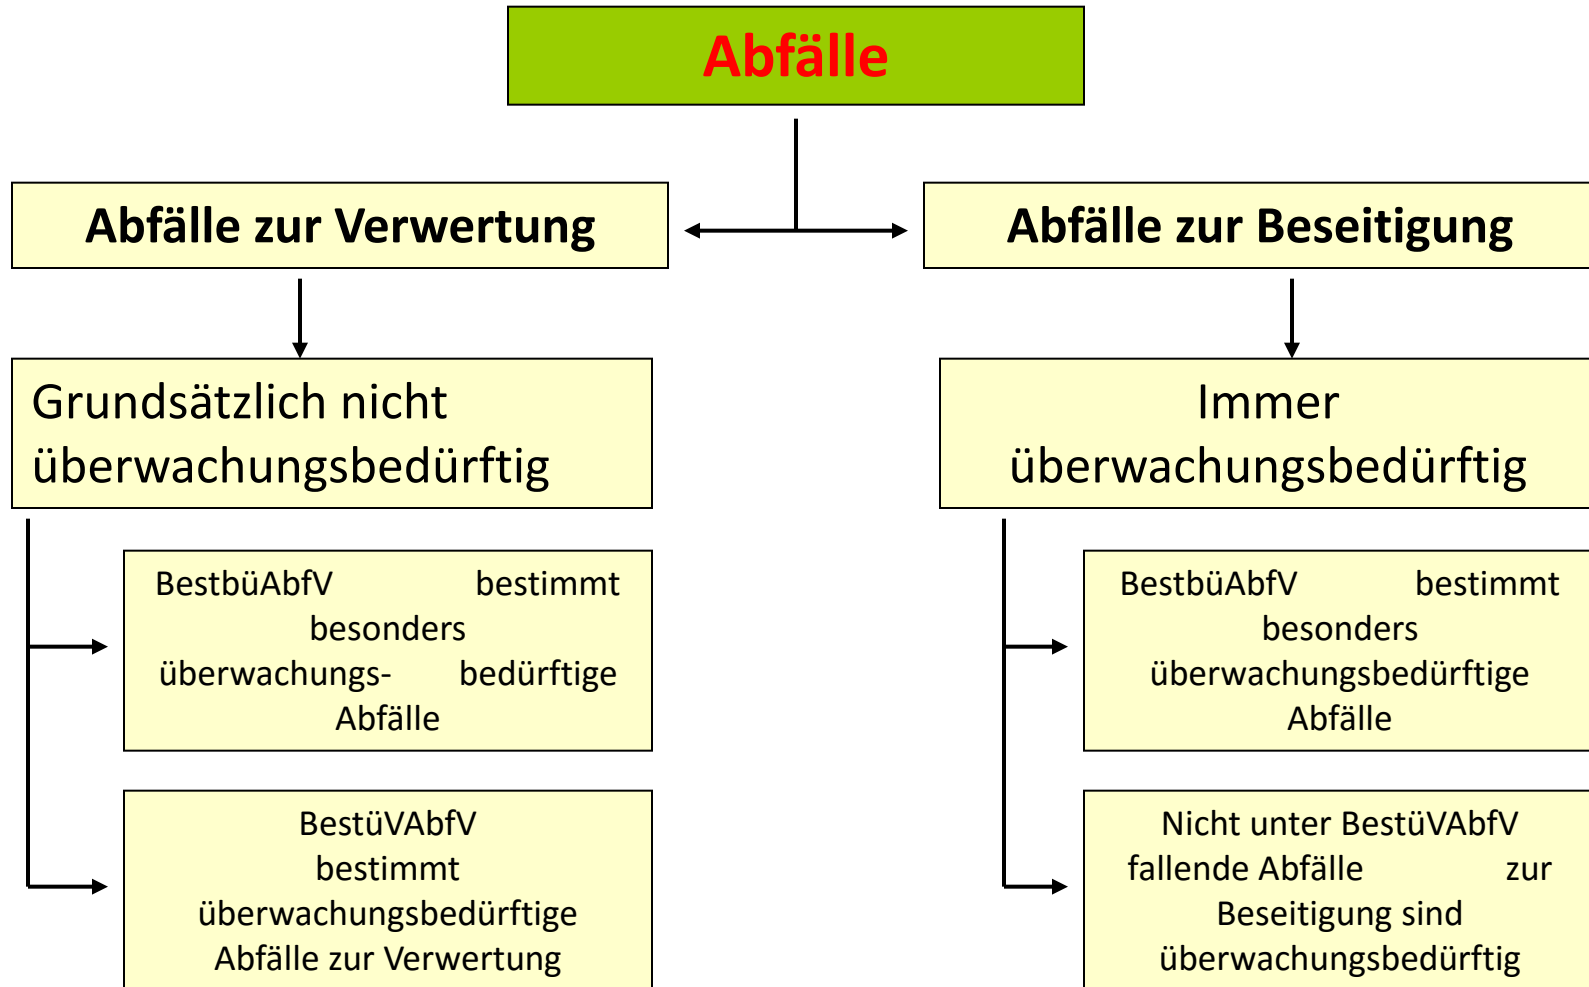 Abfälle
Abfälle zur Verwertung
Abfälle zur Beseitigung
Grundsätzlich nicht
überwachungsbedürftig
Immer
überwachungsbedürftig
BestbüAbfV bestimmt
besonders
überwachungs- bedürftige
Abfälle
BestbüAbfV bestimmt
besonders
überwachungsbedürftige
Abfälle
BestüVAbfV
bestimmt
überwachungsbedürftige
Abfälle zur Verwertung
Nicht unter BestüVAbfV
fallende Abfälle zur
Beseitigung sind
überwachungsbedürftig